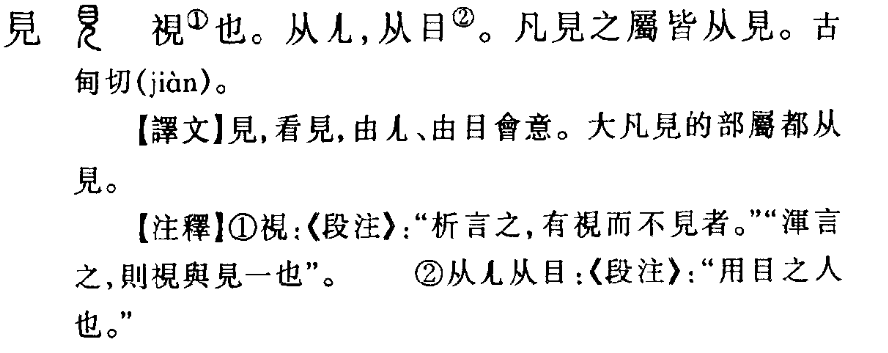 見 見 視①也。从儿,从目②。凡見之屬皆从見。古
甸切(jiàn)。
【譯文】見,看見,由儿、由目會意。大凡見的部屬都从
見。
【注釋】①視:《段注》:“析言之,有視而不見者。”“渾言
之,則視與見一也”。 ②从儿从目:《段注》:“用目之人
也。”